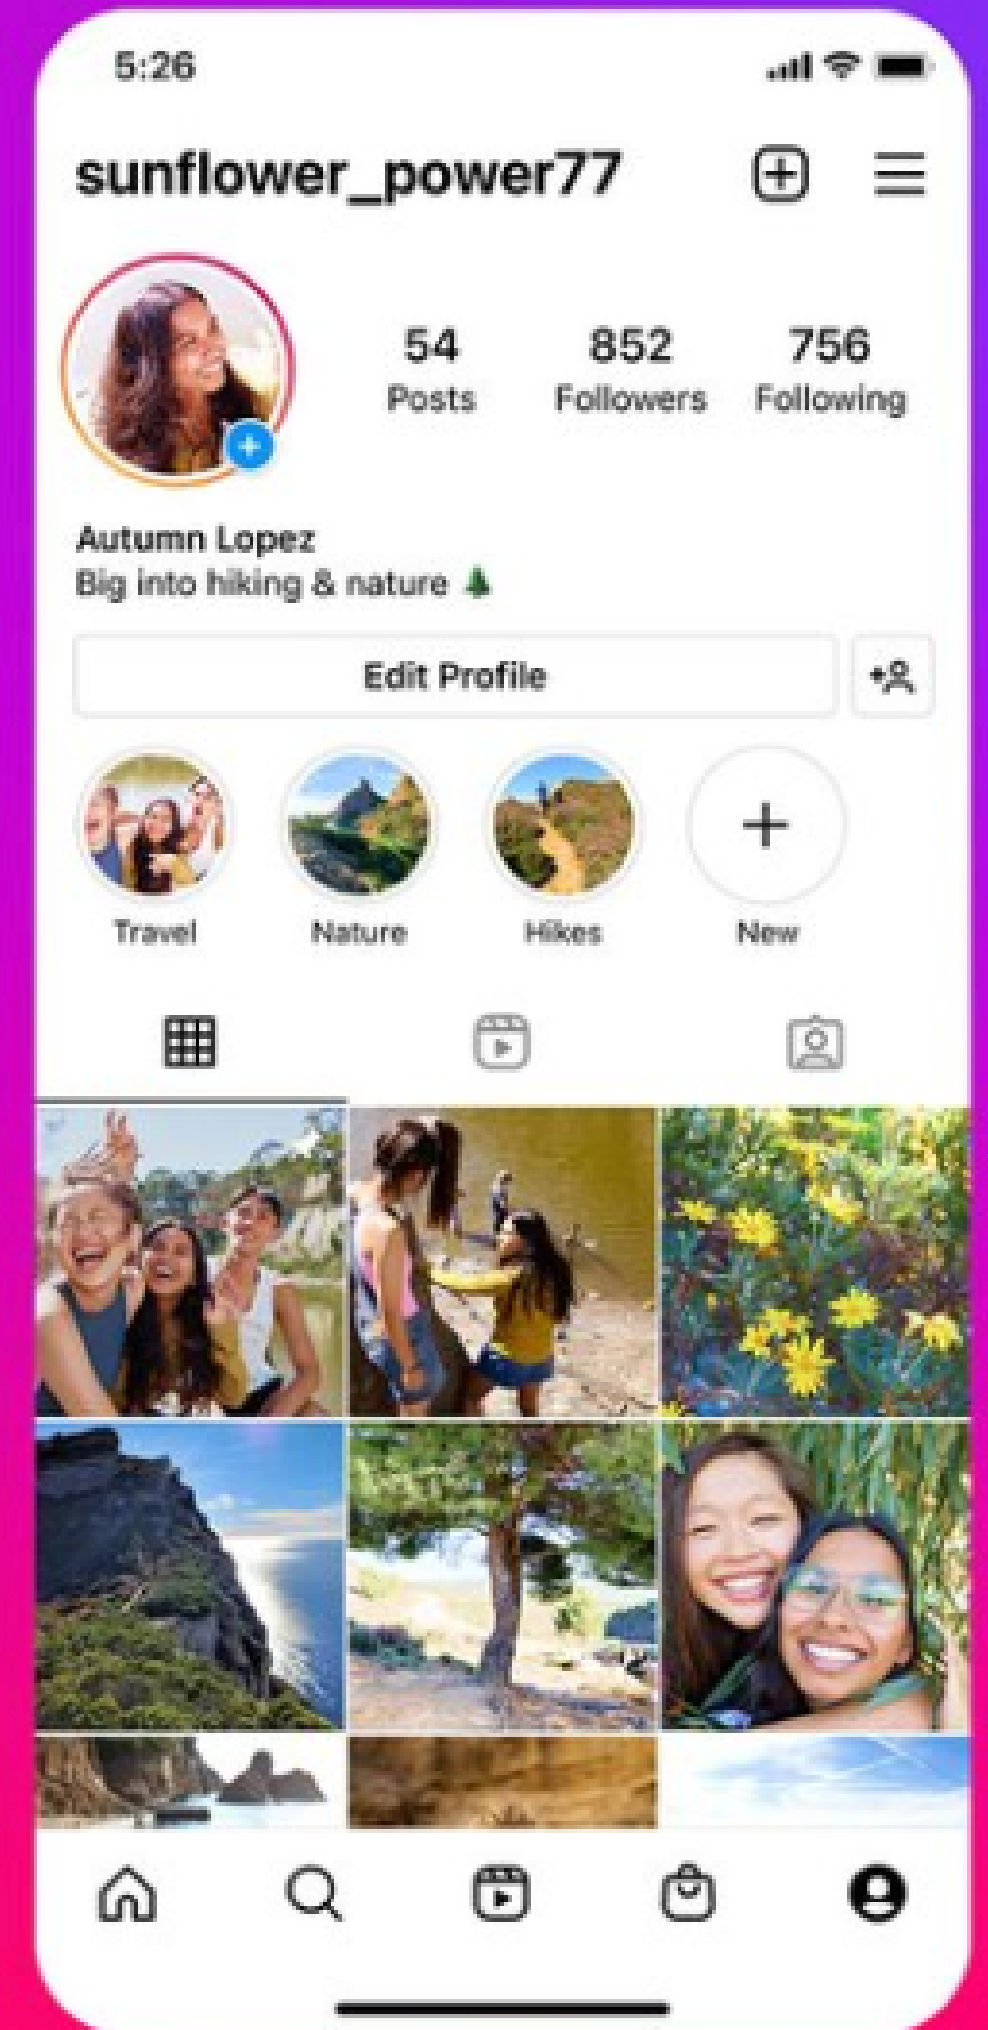 5:26
sunflower_power77
54 852 756
Posts Followers Following
Autumn Lopez
Big into hiking & nature 🌲
Edit Profile
Travel Nature Hikes New